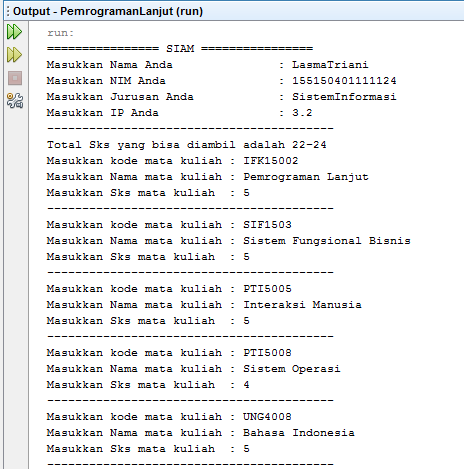 Output - PemrogramanLanjut (run)
run:
================ SIAM ================
Masukkan Nama Anda : LasmaTriani
Masukkan NIM Anda : 155150401111124
Masukkan Jurusan Anda : SistemInformasi
Masukkan IP Anda : 3.2
-----------------------------------------
Total Sks yang bisa diambil adalah 22-24
Masukkan kode mata kuliah : IFK15002
Masukkan Nama mata kuliah : Pemrograman Lanjut
Masukkan Sks mata kuliah : 5
-----------------------------------------
Masukkan kode mata kuliah : SIF1503
Masukkan Nama mata kuliah : Sistem Fungsional Bisnis
Masukkan Sks mata kuliah : 5
-----------------------------------------
Masukkan kode mata kuliah : PTI5005
Masukkan Nama mata kuliah : Interaksi Manusia
Masukkan Sks mata kuliah : 5
-----------------------------------------
Masukkan kode mata kuliah : PTI5008
Masukkan Nama mata kuliah : Sistem Operasi
Masukkan Sks mata kuliah : 4
-----------------------------------------
Masukkan kode mata kuliah : UNG4008
Masukkan Nama mata kuliah : Bahasa Indonesia
Masukkan Sks mata kuliah : 5
-----------------------------------------